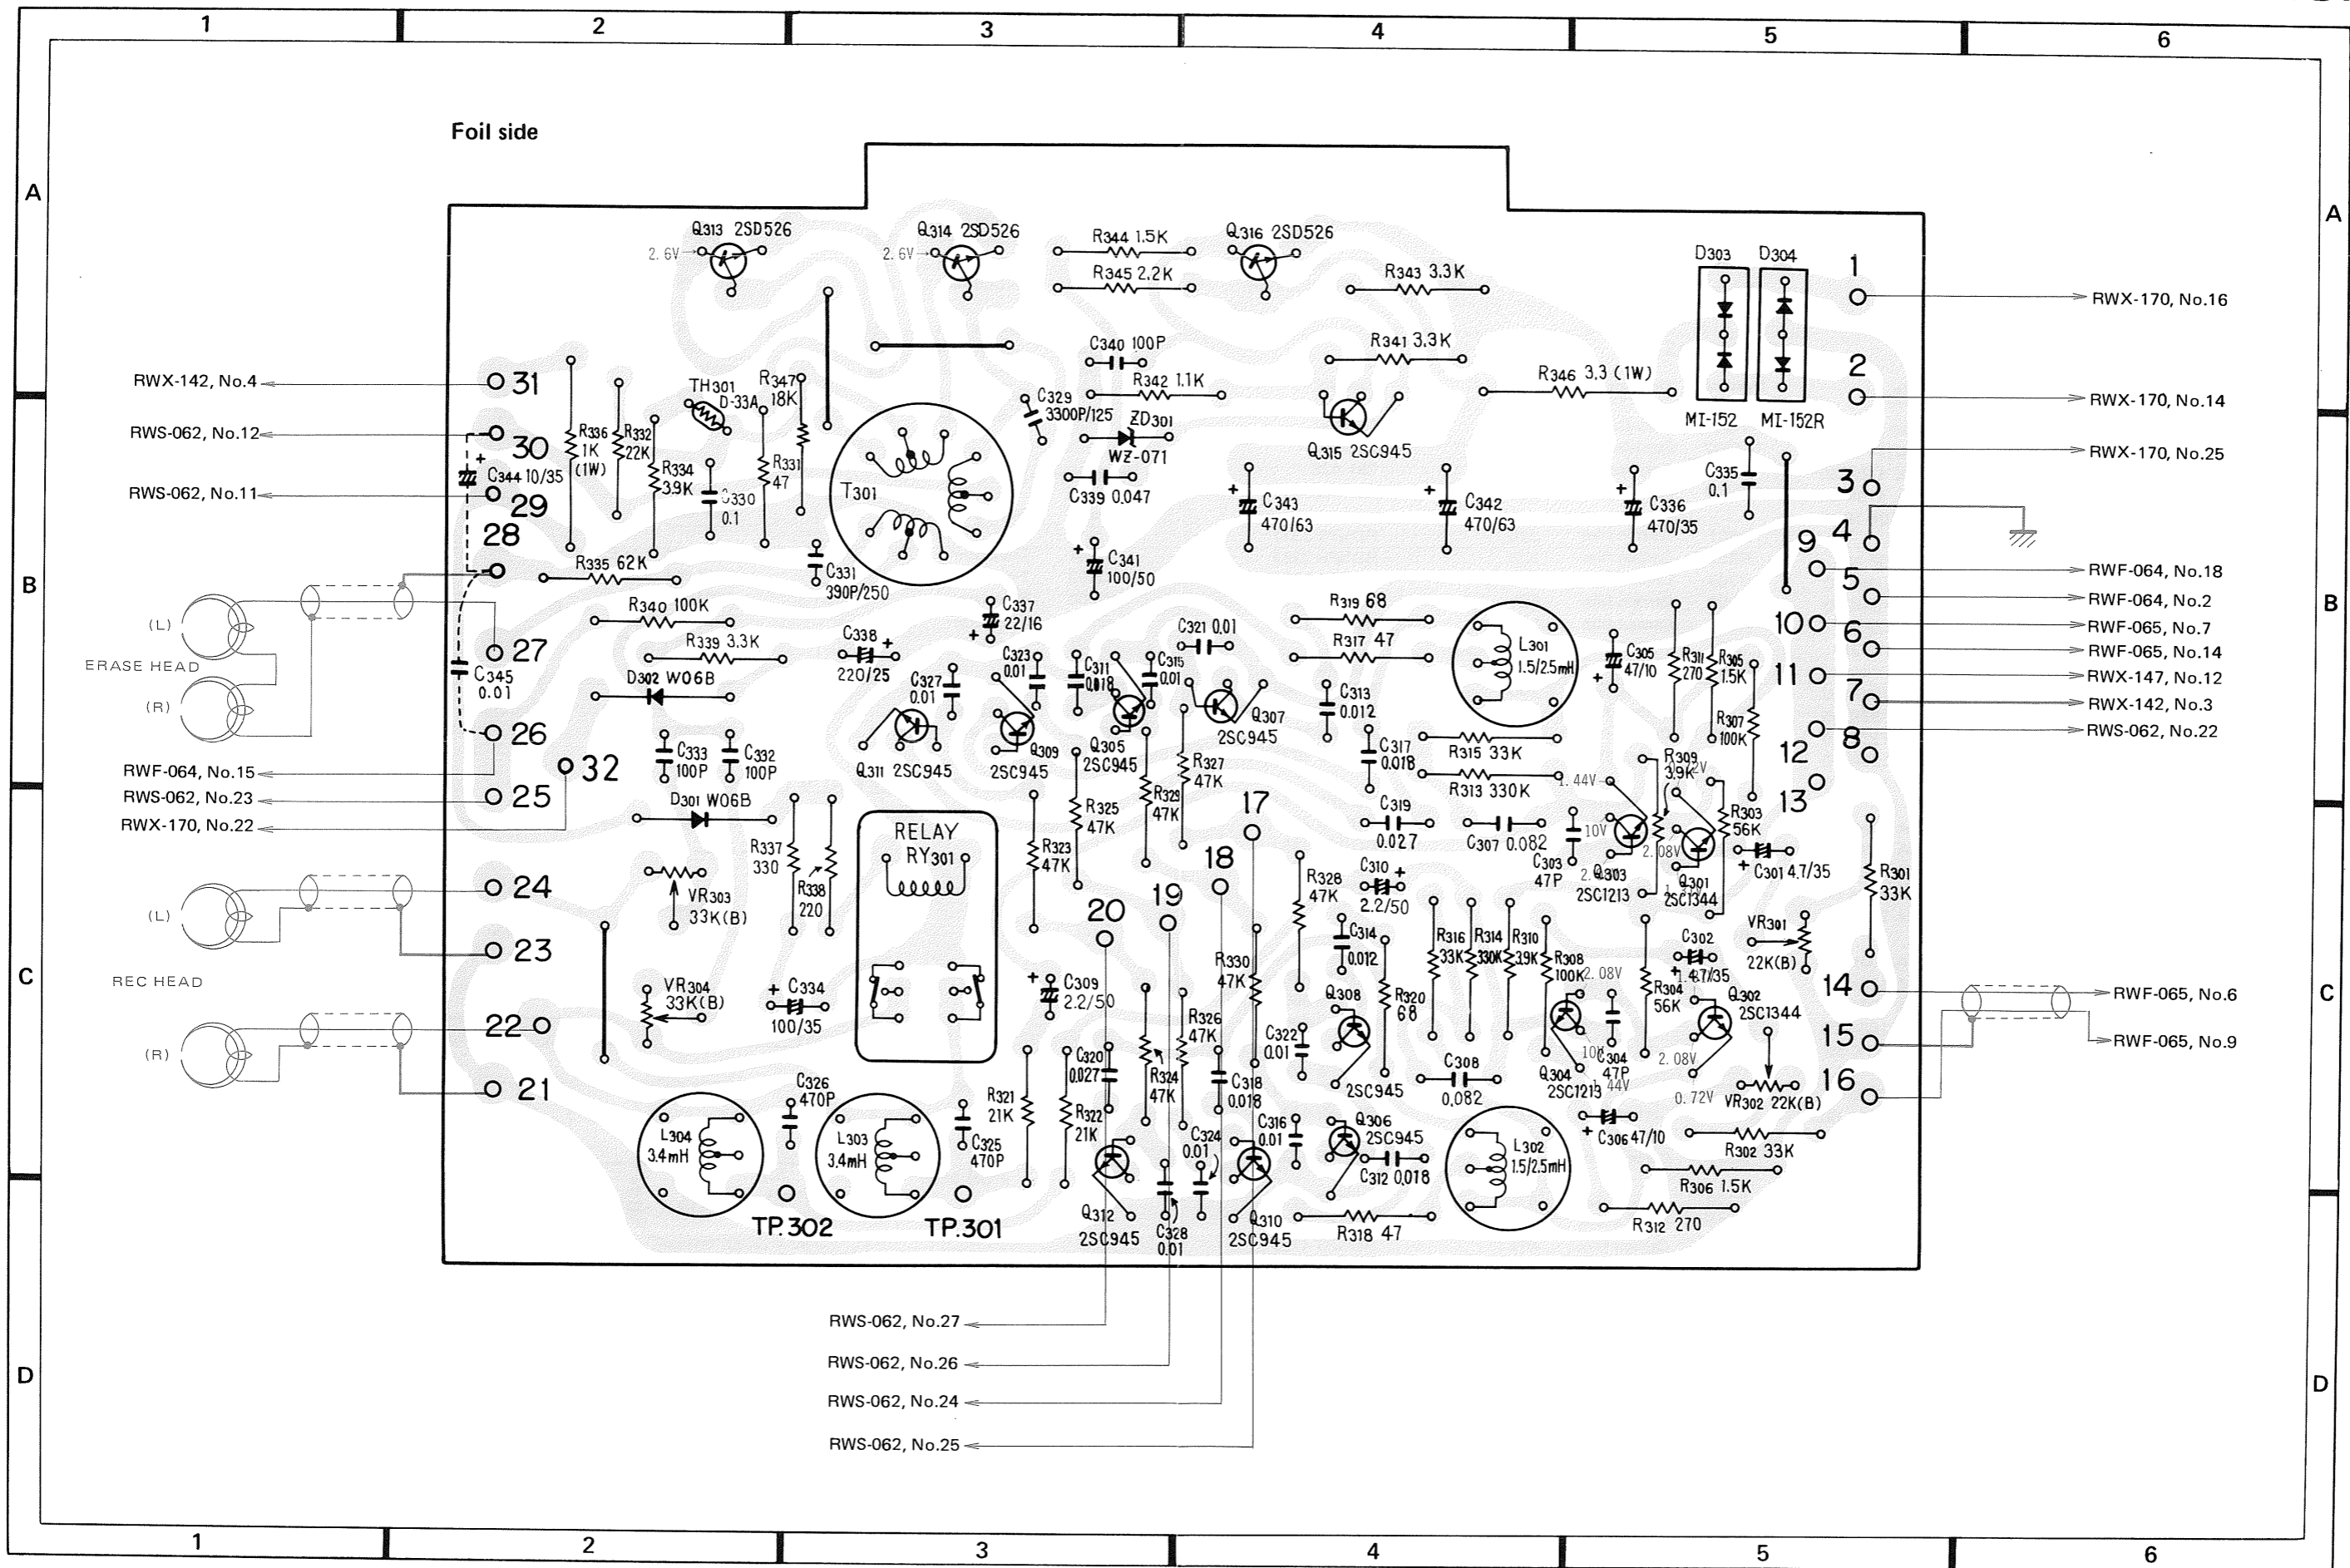 1 2 3 4 5 6
A
A
Foil side
Q313 2SD526
2.6V
Q314 2SD526
2.6V
R344 1.5K
R345 2.2K
Q316 2SD526
R343 3.3K
D303
D304
1
RWX-170, No.16
C340 100P
R341 3.3K
R342 1.1K
R346 3.3 (1W)
2
RWX-170, No.14
MI-152
MI-152R
RWX-142, No.4
31
TH301
D-33A
R347
18K
C329
3300P/125
ZD301
WZ-071
Q315 2SC945
RWS-062, No.12
30
R336
1K
(1W)
R332
22K
R334
3.9K
R331
47
C344 10/35
RWS-062, No.11
29
C330
0.1
T301
C339 0.047
C343
470/63
C342
470/63
C336
470/35
C335
0.1
3
RWX-170, No.25
28
4
9
RWF-064, No.18
B
B
R335 62K
C331
390P/250
C341
100/50
5
RWF-064, No.2
R340 100K
C337
22/16
R319 68
10
RWF-065, No.7
(L)
ERASE HEAD
(R)
27
R339 3.3K
C338
220/25
C321 0.01
R317 47
L301
1.5/2.5mH
6
RWF-065, No.14
C345
0.01
D302 W06B
C327
0.01
C323
0.01
C311
0.018
C315
0.01
C313
0.012
C305
47/10
R311
270
R305
1.5K
11
RWX-147, No.12
7
RWX-142, No.3
26
C333
100P
C332
100P
Q311 2SC945
Q309
2SC945
Q305
2SC945
Q307
2SC945
C317
0.018
R315 33K
R307
100K
8
RWS-062, No.22
12
RWF-064, No.15
32
R327
47K
R313 330K
R309
3.9K
0.72V
1.44V
RWS-062, No.23
25
D301 W06B
R325
47K
R329
47K
17
C319
0.027
C307 0.082
10V
13
RWX-170, No.22
R337
330
R338
220
RELAY
RY301
R323
47K
18
R328
47K
C310
2.2/50
C303
47P
Q303
2SC1213
2.08V
Q301
2SC1344
R303
56K
C301 4.7/35
R301
33K
(L)
24
VR303
33K(B)
20
19
C314
0.012
R316
33K
R314
330K
R310
3.9K
R308
100K
C302
4.7/35
VR301
22K(B)
23
C
C
REC HEAD
R330
47K
(R)
22
VR304
33K(B)
C334
100/35
C309
2.2/50
R326
47K
Q308
R320
68
2.08V
R304
56K
Q302
2SC1344
14
RWF-065, No.6
C322
0.01
15
RWF-065, No.9
21
C326
470P
C320
0.027
R324
47K
C318
0.018
2SC945
C308
0.082
Q304
2SC1213
10V
C304
47P
1.44V
2.08V
0.72V
VR302 22K(B)
16
L304
3.4mH
L303
3.4mH
C325
470P
R321
21K
R322
21K
C324
0.01
C316
0.01
Q306
2SC945
C312 0.018
L302
1.5/2.5mH
C306 47/10
R302 33K
R306 1.5K
TP.302
TP.301
Q312
2SC945
C328
0.01
Q310
2SC945
R318 47
R312 270
RWS-062, No.27
RWS-062, No.26
D
D
RWS-062, No.24
RWS-062, No.25
1 2 3 4 5 6